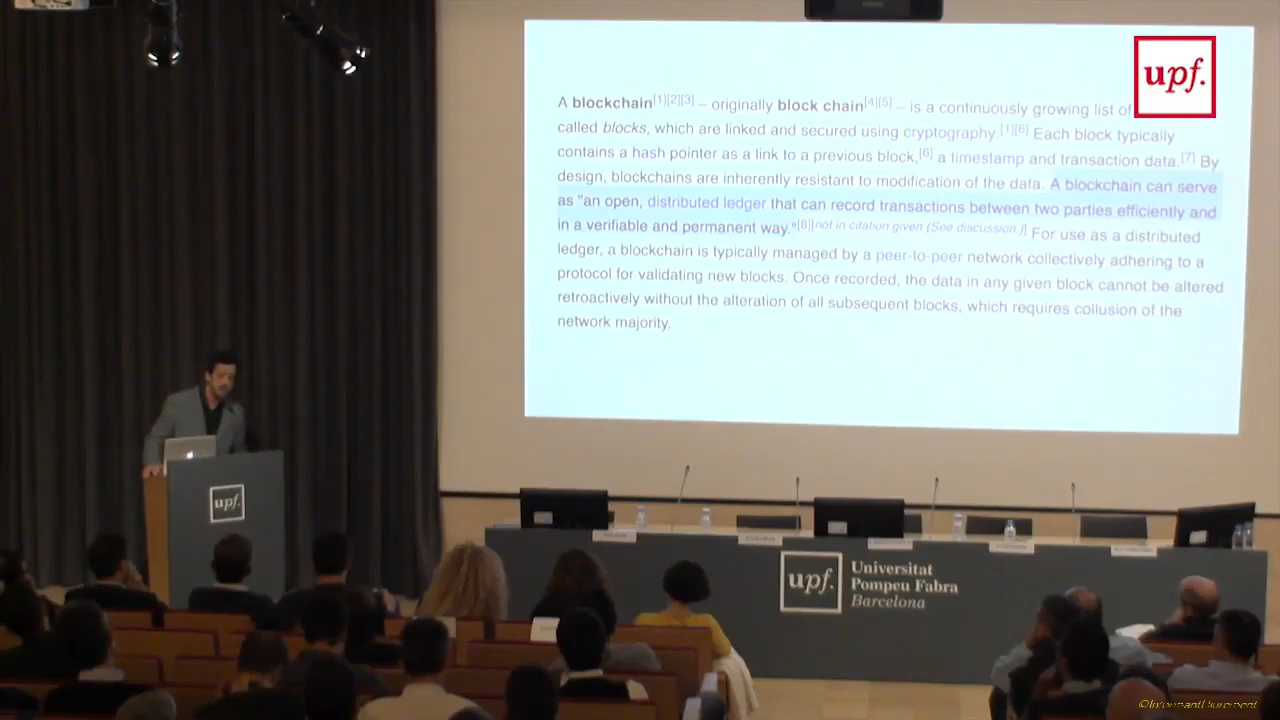 upf.
A blockchain[1][2][3] – originally block chain[4][5] – is a continuously growing list of
called blocks, which are linked and secured using cryptography.[1][6] Each block typically
contains a hash pointer as a link to a previous block,[6] a timestamp and transaction data.[7] By
design, blockchains are inherently resistant to modification of the data. A blockchain can serve
as "an open, distributed ledger that can record transactions between two parties efficiently and
in a verifiable and permanent way."[8][not in citation given (See discussion.)] For use as a distributed
ledger, a blockchain is typically managed by a peer-to-peer network collectively adhering to a
protocol for validating new blocks. Once recorded, the data in any given block cannot be altered
retroactively without the alteration of all subsequent blocks, which requires collusion of the
network majority.
upf.
upf.
Universitat
Pompeu Fabra
Barcelona